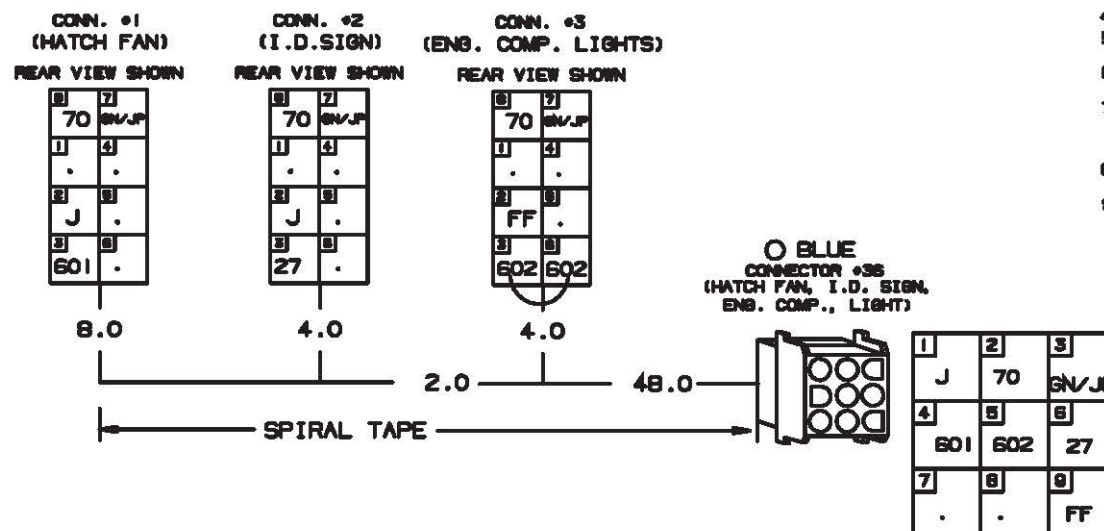 CONN. #1
(HATCH FAN)
REAR VIEW SHOWN
8 7
70 GN/JP
1 4
. .
2 5
J .
3 6
601 .
8.0
CONN. #2
(I.D.SIGN)
REAR VIEW SHOWN
8 7
70 GN/JP
1 4
. .
2 5
J .
3 6
27 .
4.0
CONN. #3
(ENG. COMP. LIGHTS)
REAR VIEW SHOWN
8 7
70 GN/JP
1 4
. .
2 5
FF .
3 6
602 602
4.0
2.0
48.0
SPIRAL TAPE
BLUE
CONNECTOR #36
(HATCH FAN, I.D. SIGN,
ENG. COMP., LIGHT)
1 2 3
J 70
4 5 6
601 602 27
7 8 9
. . FF